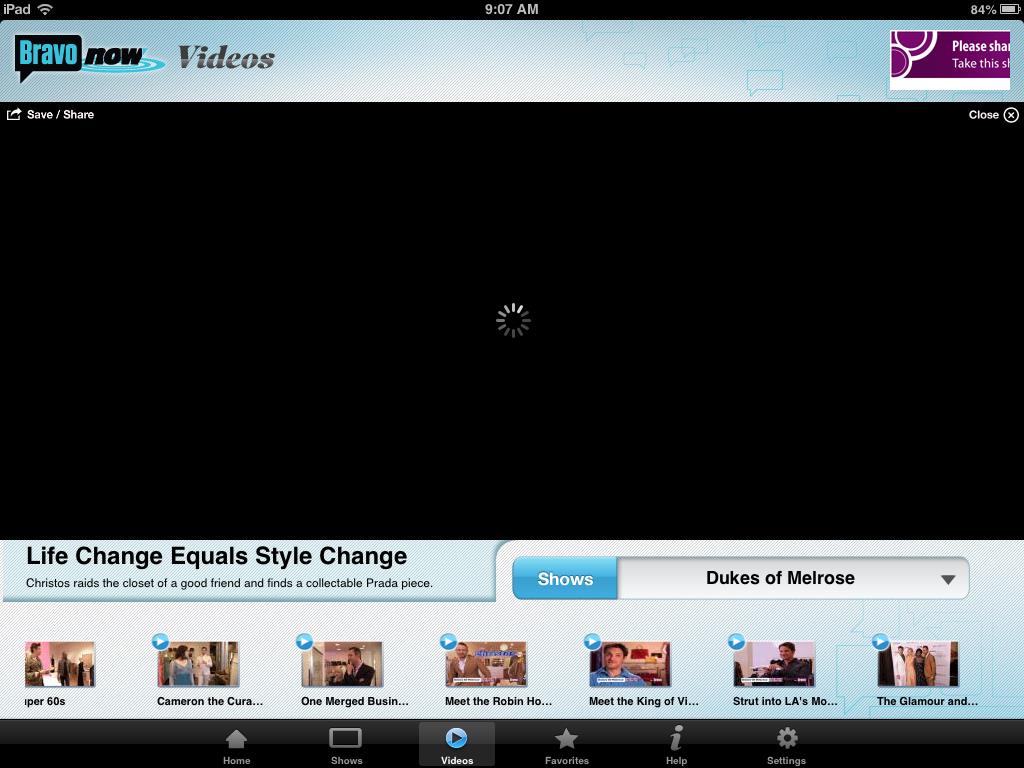 iPad 9:07 AM 84%
Bravo now Videos
Please shar
Take this sh
Save / Share Close
Life Change Equals Style Change
Christos raids the closet of a good friend and finds a collectable Prada piece.
Shows Dukes of Melrose
per 60s Cameron the Cura... One Merged Busin... Meet the Robin Ho... Meet the King of Vi... Strut into LA's Mo... The Glamour and...
Home Shows Videos Favorites Help Settings